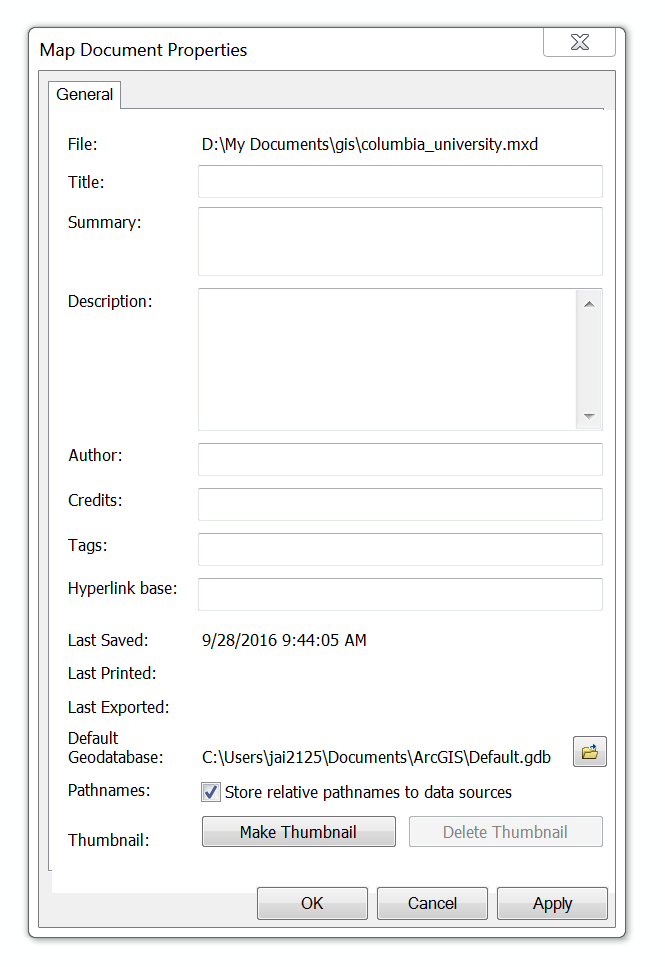 Map Document Properties
General
File: D:\My Documents\gis\columbia_university.mxd
Title:
Summary:
Description:
Author:
Credits:
Tags:
Hyperlink base:
Last Saved: 9/28/2016 9:44:05 AM
Last Printed:
Last Exported:
Default
Geodatabase: C:\Users\jai2125\Documents\ArcGIS\Default.gdb
Pathnames: Store relative pathnames to data sources
Thumbnail: Make Thumbnail Delete Thumbnail
OK Cancel Apply